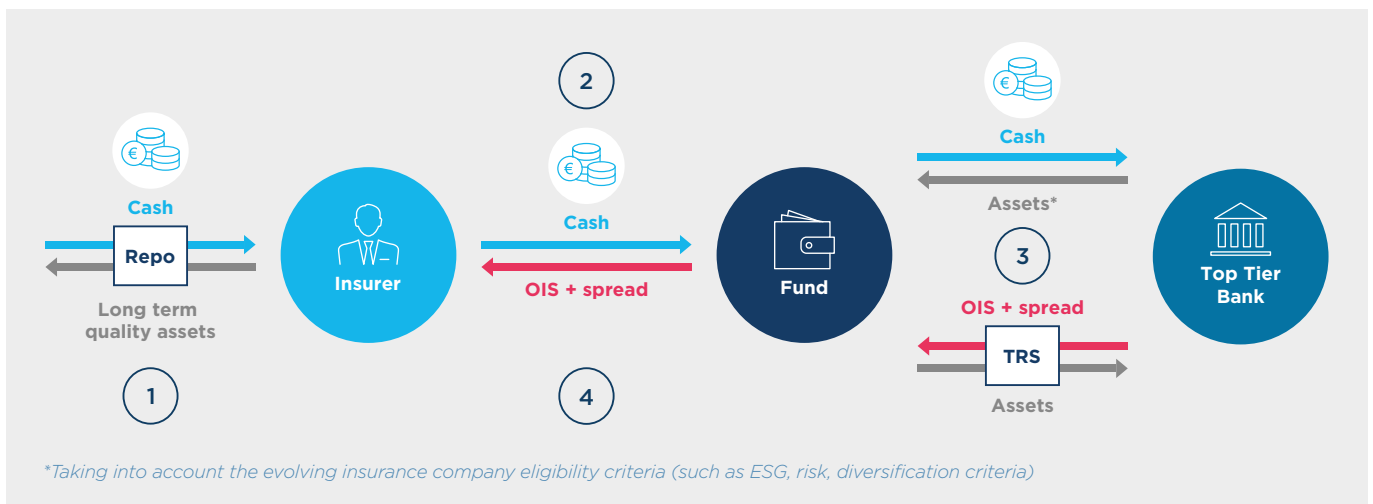 €
Cash
Repo
Long term
quality assets
1
Insurer
2
€
Cash
OIS + spread
4
Fund
€
Cash
Assets*
3
OIS + spread
TRS
Assets
Top Tier
Bank
*Taking into account the evolving insurance company eligibility criteria (such as ESG, risk, diversification criteria)